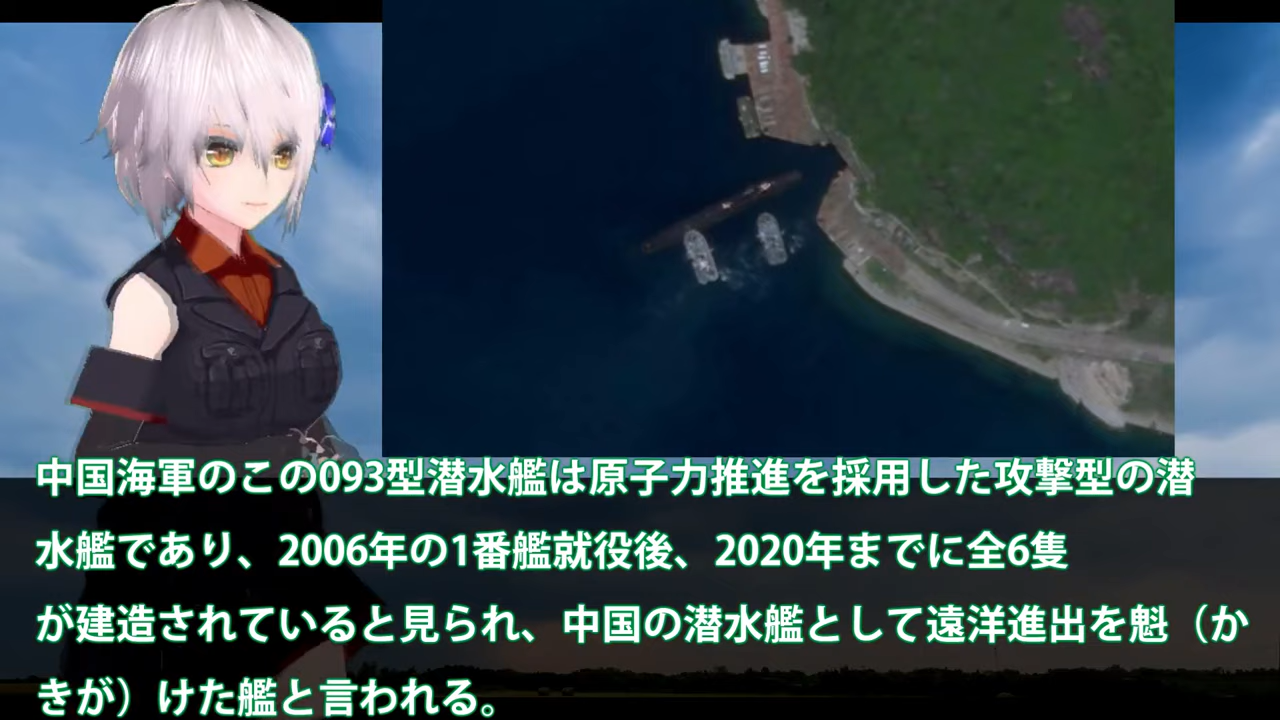 中国海軍のこの093型潜水艦は原子力推進を採用した攻撃型の潜
水艦であり、2006年の1番艦就役後、2020年までに全6隻
が建造されていると見られ、中国の潜水艦として遠洋進出を魁（か
きが）けた艦と言われる。